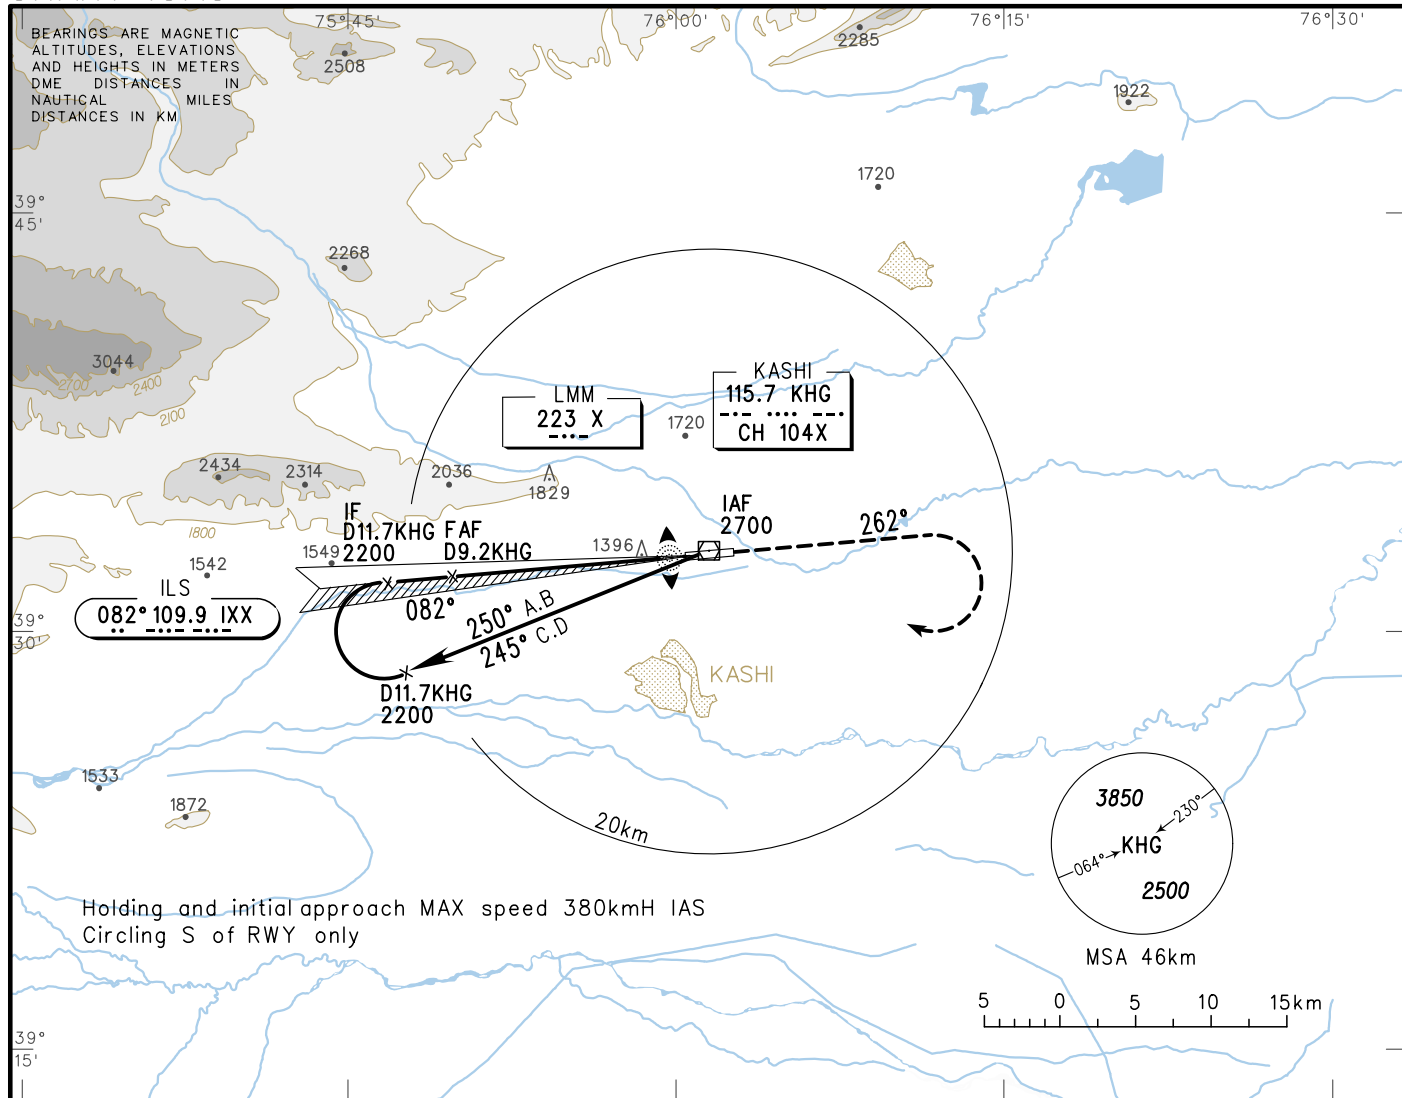 75°45'
76°00'
76°15'
76°30'
BEARINGS ARE MAGNETIC
ALTITUDES, ELEVATIONS
AND HEIGHTS IN METERS
DME DISTANCES IN
NAUTICAL MILES
DISTANCES IN KM
2508
2285
1922
1720
39°
45'
2268
3044
2700
2400
2100
KASHI
115.7 KHG
CH 104X
LMM
223 X
1720
2434
2314
2036
1829
1800
IF
D11.7KHG
2200
FAF
D9.2KHG
IAF
2700
262°
1396
1549
1542
ILS
082° 109.9 IXX
082°
250° A.B
245° C.D
39°
30'
D11.7KHG
2200
KASHI
1533
1872
20km
3850
230°
KHG
064°
2500
MSA 46km
Holding and initial approach MAX speed 380kmH IAS
Circling S of RWY only
5 0 5 10 15km
39°
15'